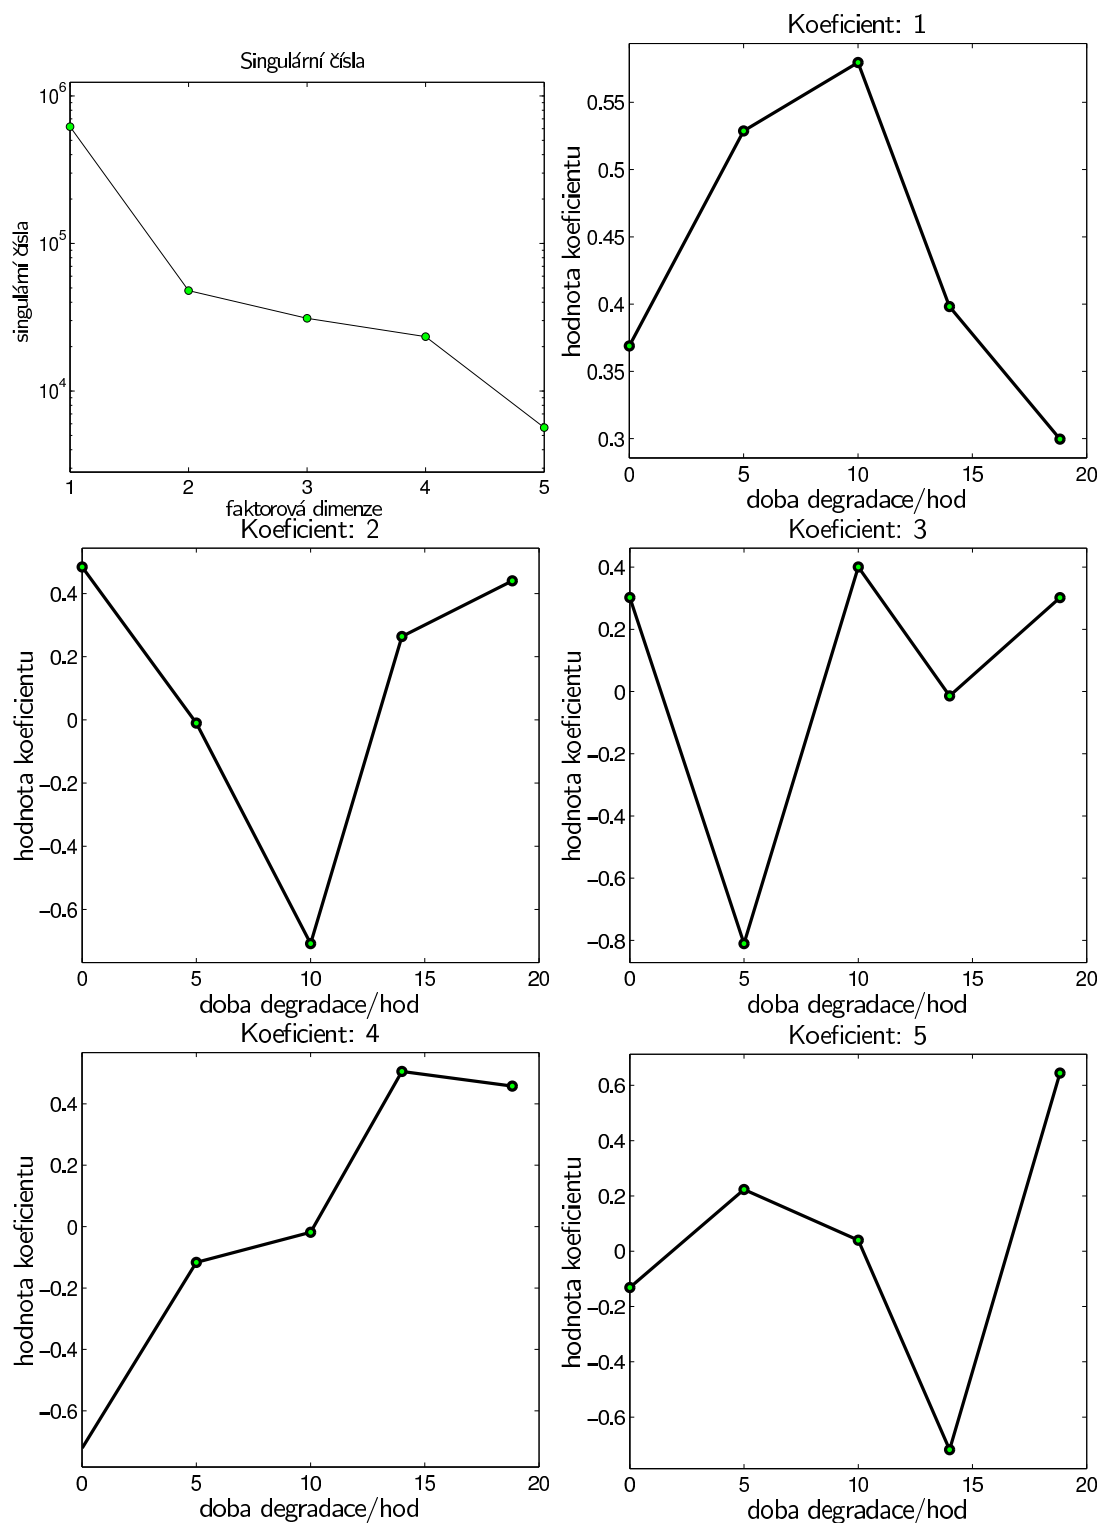 Singulární čísla
10^6
10^5
10^4
singulární čísla
1 2 3 4 5
faktorová dimenze
Koeficient: 1
0.55
0.5
0.45
0.4
0.35
0.3
hodnota koeficientu
0 5 10 15 20
doba degradace/hod
Koeficient: 2
0.4
0.2
0
−0.2
−0.4
−0.6
hodnota koeficientu
0 5 10 15 20
doba degradace/hod
Koeficient: 3
0.4
0.2
0
−0.2
−0.4
−0.6
−0.8
hodnota koeficientu
0 5 10 15 20
doba degradace/hod
Koeficient: 4
0.4
0.2
0
−0.2
−0.4
−0.6
hodnota koeficientu
0 5 10 15 20
doba degradace/hod
Koeficient: 5
0.6
0.4
0.2
0
−0.2
−0.4
−0.6
hodnota koeficientu
0 5 10 15 20
doba degradace/hod